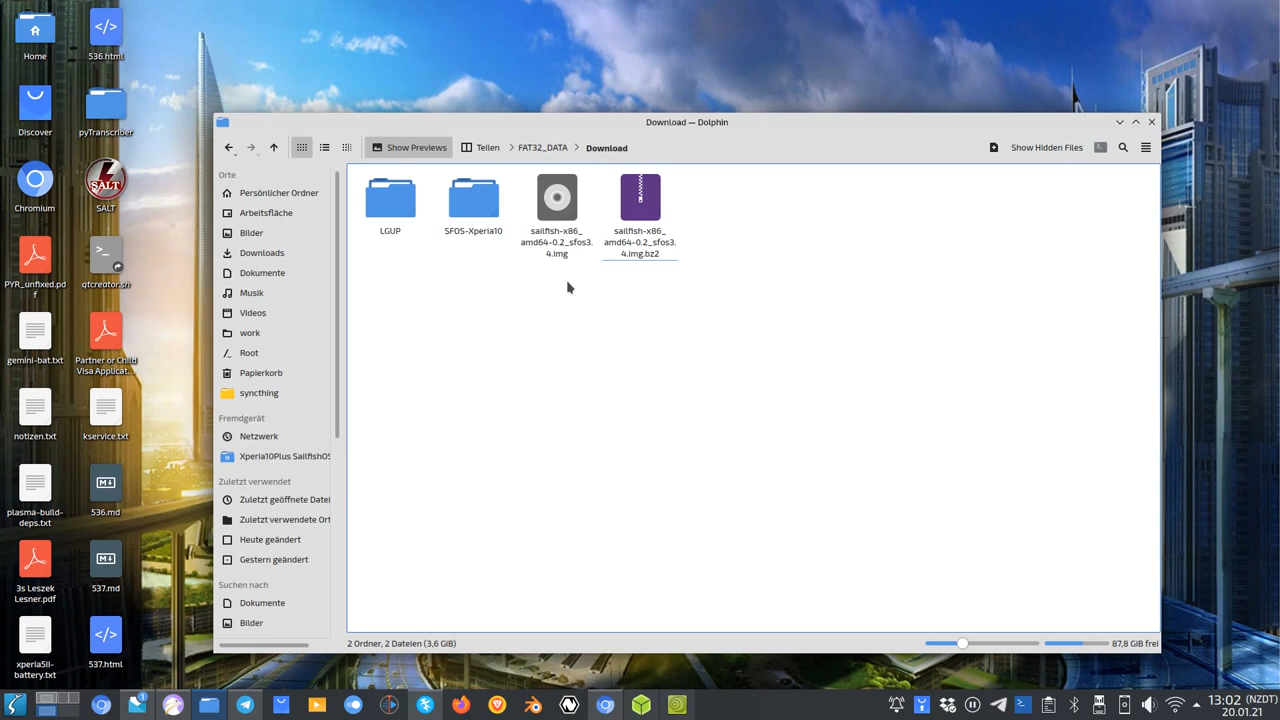 Home
536.html
Discover
pyTranscriber
Chromium
SALT
SALT
PYR_unfixed.pd
f
qtcreator.sh
gemini-bat.txt
Partner or Child
Visa Applicat...
notizen.txt
kservice.txt
plasma-build-
deps.txt
536.md
3s Leszek
Lesner.pdf
537.md
xperia5II-
battery.txt
537.html
Download — Dolphin
Show Previews
Teilen
FAT32_DATA
Download
Show Hidden Files
Orte
Persönlicher Ordner
Arbeitsfläche
Bilder
Downloads
Dokumente
Musik
Videos
work
Root
Papierkorb
syncthing
Fremdgerät
Netzwerk
Xperia10Plus SailfishOS
Zuletzt verwendet
Zuletzt geöffnete Datei
Zuletzt verwendete Ort
Heute geändert
Gestern geändert
Suchen nach
Dokumente
Bilder
LGUP
SFOS-Xperia10
sailfish-x86_
amd64-0.2_sfos3.
4.img
sailfish-x86_
amd64-0.2_sfos3.
4.img.bz2
2 Ordner, 2 Dateien (3,6 GiB)
87,8 GiB frei
1
13:02 (NZDT)
20.01.21